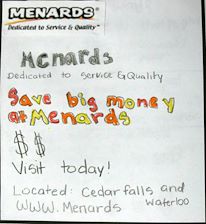 MENARDS®
Dedicated to Service & Quality™
Menards
Dedicated to Service & Quality
Save big money
at Menards
$ $
Visit today!
Located: Cedar falls and
Waterloo
WWW. Menards